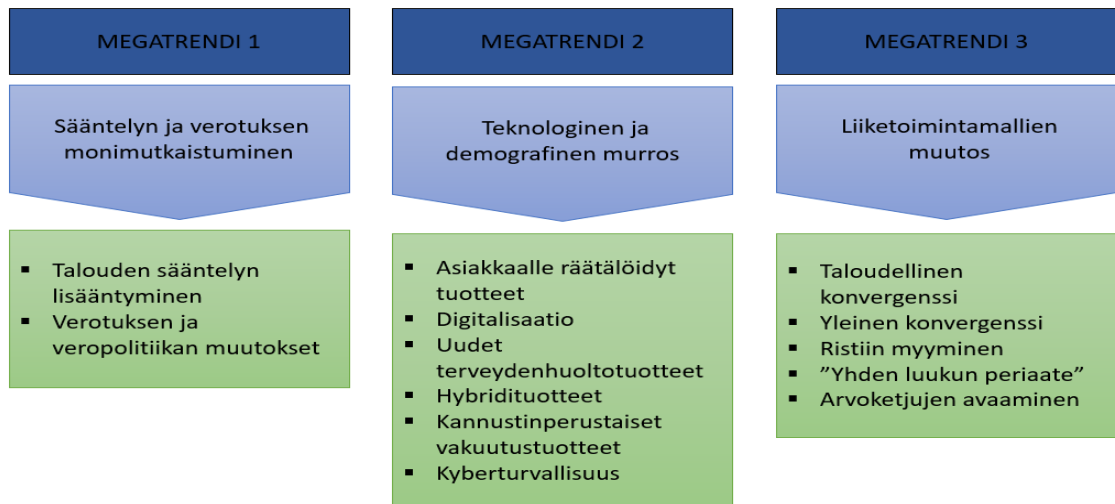 MEGATRENDI 1
Sääntelyn ja verotuksen
monimutkaistuminen
▪ Talouden sääntelyn
lisääntyminen
▪ Verotuksen ja
veropolitiikan muutokset
MEGATRENDI 2
Teknologinen ja
demografinen murros
▪ Asiakkaalle räätälöidyt
tuotteet
▪ Digitalisaatio
▪ Uudet
terveydenhuoltotuotteet
▪ Hybridituotteet
▪ Kannustinperustaiset
vakuutustuotteet
▪ Kyberturvallisuus
MEGATRENDI 3
Liiketoimintamallien
muutos
▪ Taloudellinen
konvergenssi
▪ Yleinen konvergenssi
▪ Ristiin myyminen
▪ ”Yhden luukun periaate”
▪ Arvoketjujen avaaminen